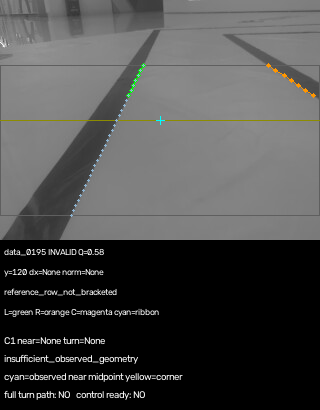 data_0195 INVALID Q=0.58
y=120 dx=None norm=None
reference_row_not_bracketed
L=green R=orange C=magenta cyan=ribbon
C1 near=None turn=None
insufficient_observed_geometry
cyan=observed near midpoint yellow=corner
full turn path: NO control ready: NO